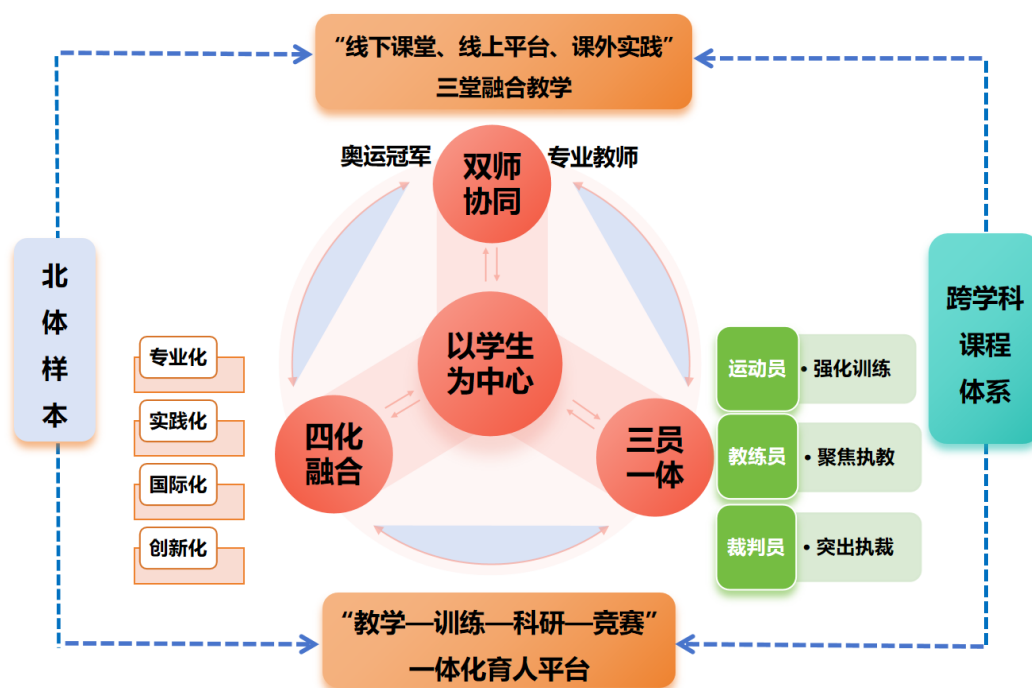 “线下课堂、线上平台、课外实践”
三堂融合教学
奥运冠军
双师
协同
专业教师
北
体
样
本
以学生
为中心
跨学科
课程
体系
专业化
实践化
国际化
创新化
四化
融合
三员
一体
运动员
• 强化训练
教练员
• 聚焦执教
裁判员
• 突出执裁
“教学—训练—科研—竞赛”
一体化育人平台